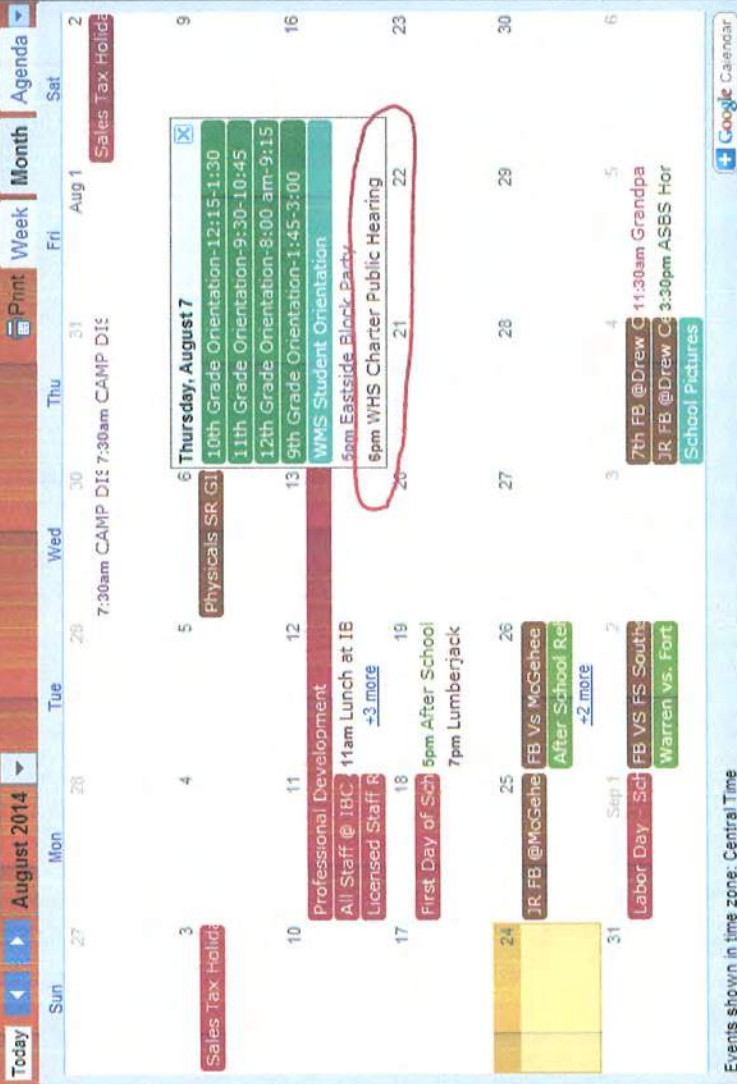 Today August 2014 Print Week Month Agenda
Sun Mon Tue Wed Thu Fri Sat
27 28 29 30 31 Aug 1 2
7:30am CAMP DIS 7:30am CAMP DIS
Sales Tax Holida
3 4 5 6 9
Sales Tax Holida
Physicals SR GI
Thursday, August 7
10th Grade Orientation-12:15-1:30
11th Grade Orientation-9:30-10:45
12th Grade Orientation-8:00 am-9:15
9th Grade Orientation-1:45-3:00
WMS Student Orientation
5pm Eastside Block Party
6pm WHS Charter Public Hearing
10 11 12 13 16
Professional Development
All Staff @ IBC 11am Lunch at IB
Licensed Staff R +3 more
17 18 19 20 21 22 23
First Day of Sch 6pm After School
7pm Lumberjack
24 25 26 27 28 29 30
JR FB @McGehe FB Vs McGehee
After School Rel
+2 more
31 Sep 1 2 3 4 5 6
Labor Day - Sch FB VS FS Souths 7th FB @Drew C 11:30am Grandpa
Warren vs. Fort JR FB @Drew Ce 3:30pm ASBS Hor
School Pictures
Events shown in time zone: Central Time
Google Calendar